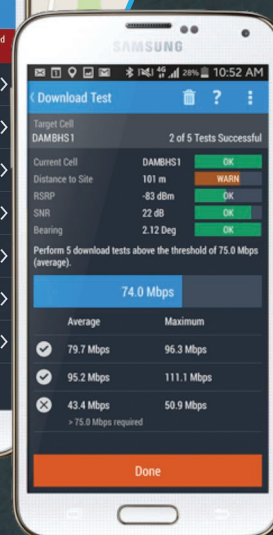 SAMSUNG
4G 28% 10:52 AM
Download Test ?
Target Cell
DAMBHS1 2 of 5 Tests Successful
Current Cell DAMBHS1 OK
Distance to Site 101 m WARN
RSRP -83 dBm OK
SNR 22 dB OK
Bearing 2.12 Deg OK
Perform 5 download tests above the threshold of 75.0 Mbps
(average).
74.0 Mbps
Average Maximum
79.7 Mbps 96.3 Mbps
95.2 Mbps 111.1 Mbps
43.4 Mbps 50.9 Mbps
> 75.0 Mbps required
Done